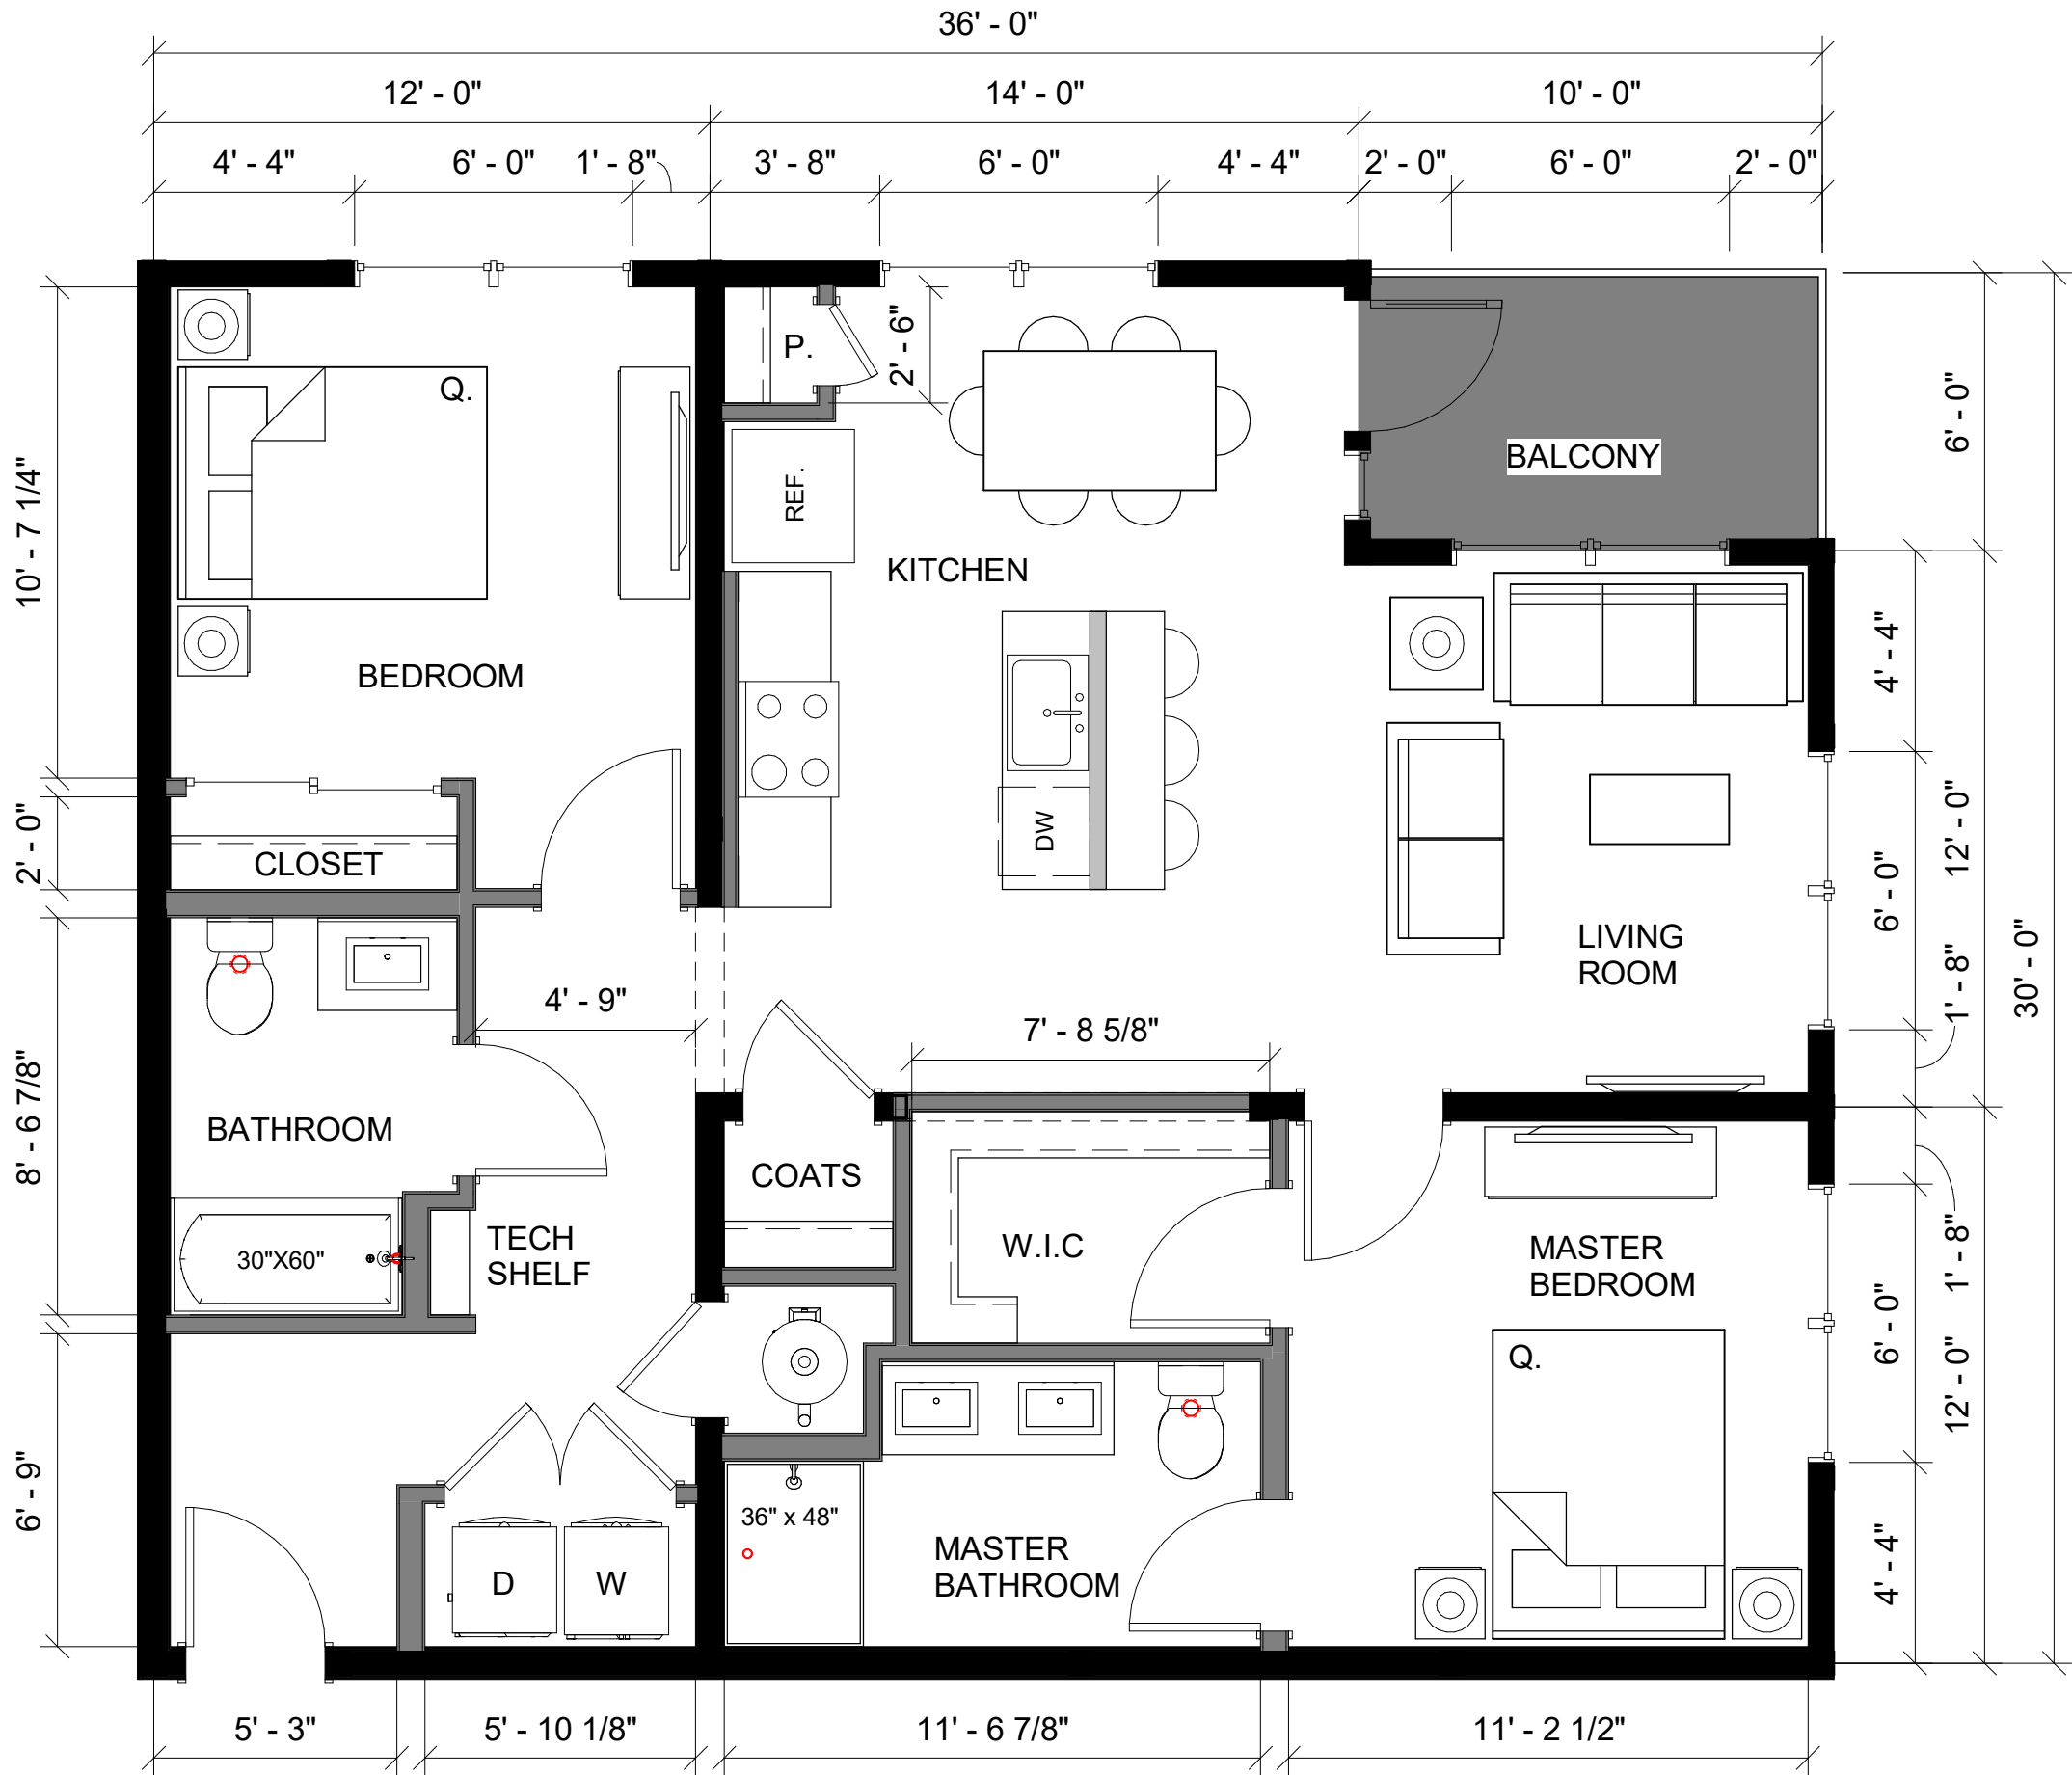 36' - 0"
12' - 0"
14' - 0"
10' - 0"
4' - 4"
6' - 0"
1' - 8"
3' - 8"
6' - 0"
4' - 4"
2' - 0"
6' - 0"
2' - 0"
10' - 7 1/4"
2' - 0"
8' - 6 7/8"
6' - 9"
Q.
BEDROOM
CLOSET
P.
2' - 6"
REF.
KITCHEN
DW
BALCONY
LIVING
ROOM
4' - 9"
7' - 8 5/8"
BATHROOM
30"X60"
TECH
SHELF
COATS
W.I.C
MASTER
BEDROOM
Q.
36" x 48"
MASTER
BATHROOM
D
W
6' - 0"
4' - 4"
12' - 0"
6' - 0"
1' - 8"
30' - 0"
1' - 8"
6' - 0"
12' - 0"
4' - 4"
5' - 3"
5' - 10 1/8"
11' - 6 7/8"
11' - 2 1/2"